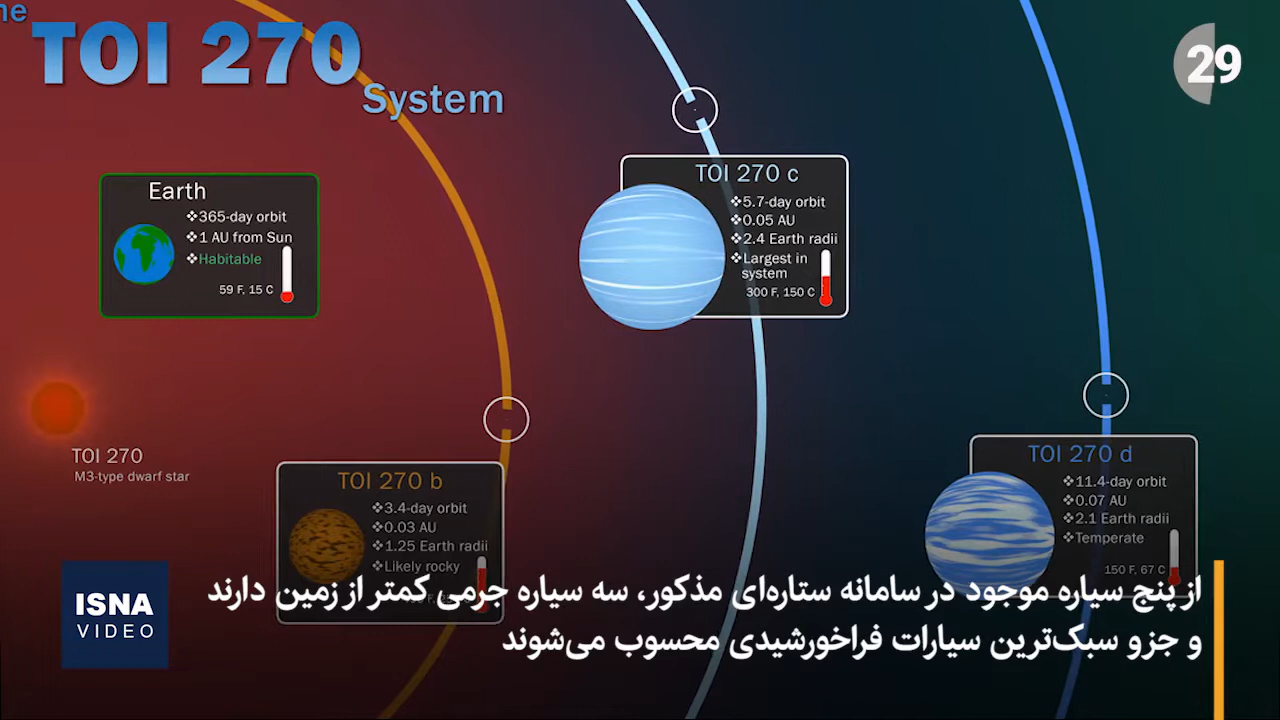 TOI 270
System
29
Earth
❖365-day orbit
❖1 AU from Sun
❖Habitable
59 F, 15 C
TOI 270 c
❖5.7-day orbit
❖0.05 AU
❖2.4 Earth radii
❖Largest in
system
300 F, 150 C
TOI 270
M3-type dwarf star
TOI 270 b
❖3.4-day orbit
❖0.03 AU
❖1.25 Earth radii
❖Likely rocky
TOI 270 d
❖11.4-day orbit
❖0.07 AU
❖2.1 Earth radii
❖Temperate
150 F, 67 C
ISNA
VIDEO
از پنج سیاره موجود در سامانه ستاره‌ای مذکور، سه سیاره جرمی کمتر از زمین دارند
و جزو سبک‌ترین سیارات فراخورشیدی محسوب می‌شوند